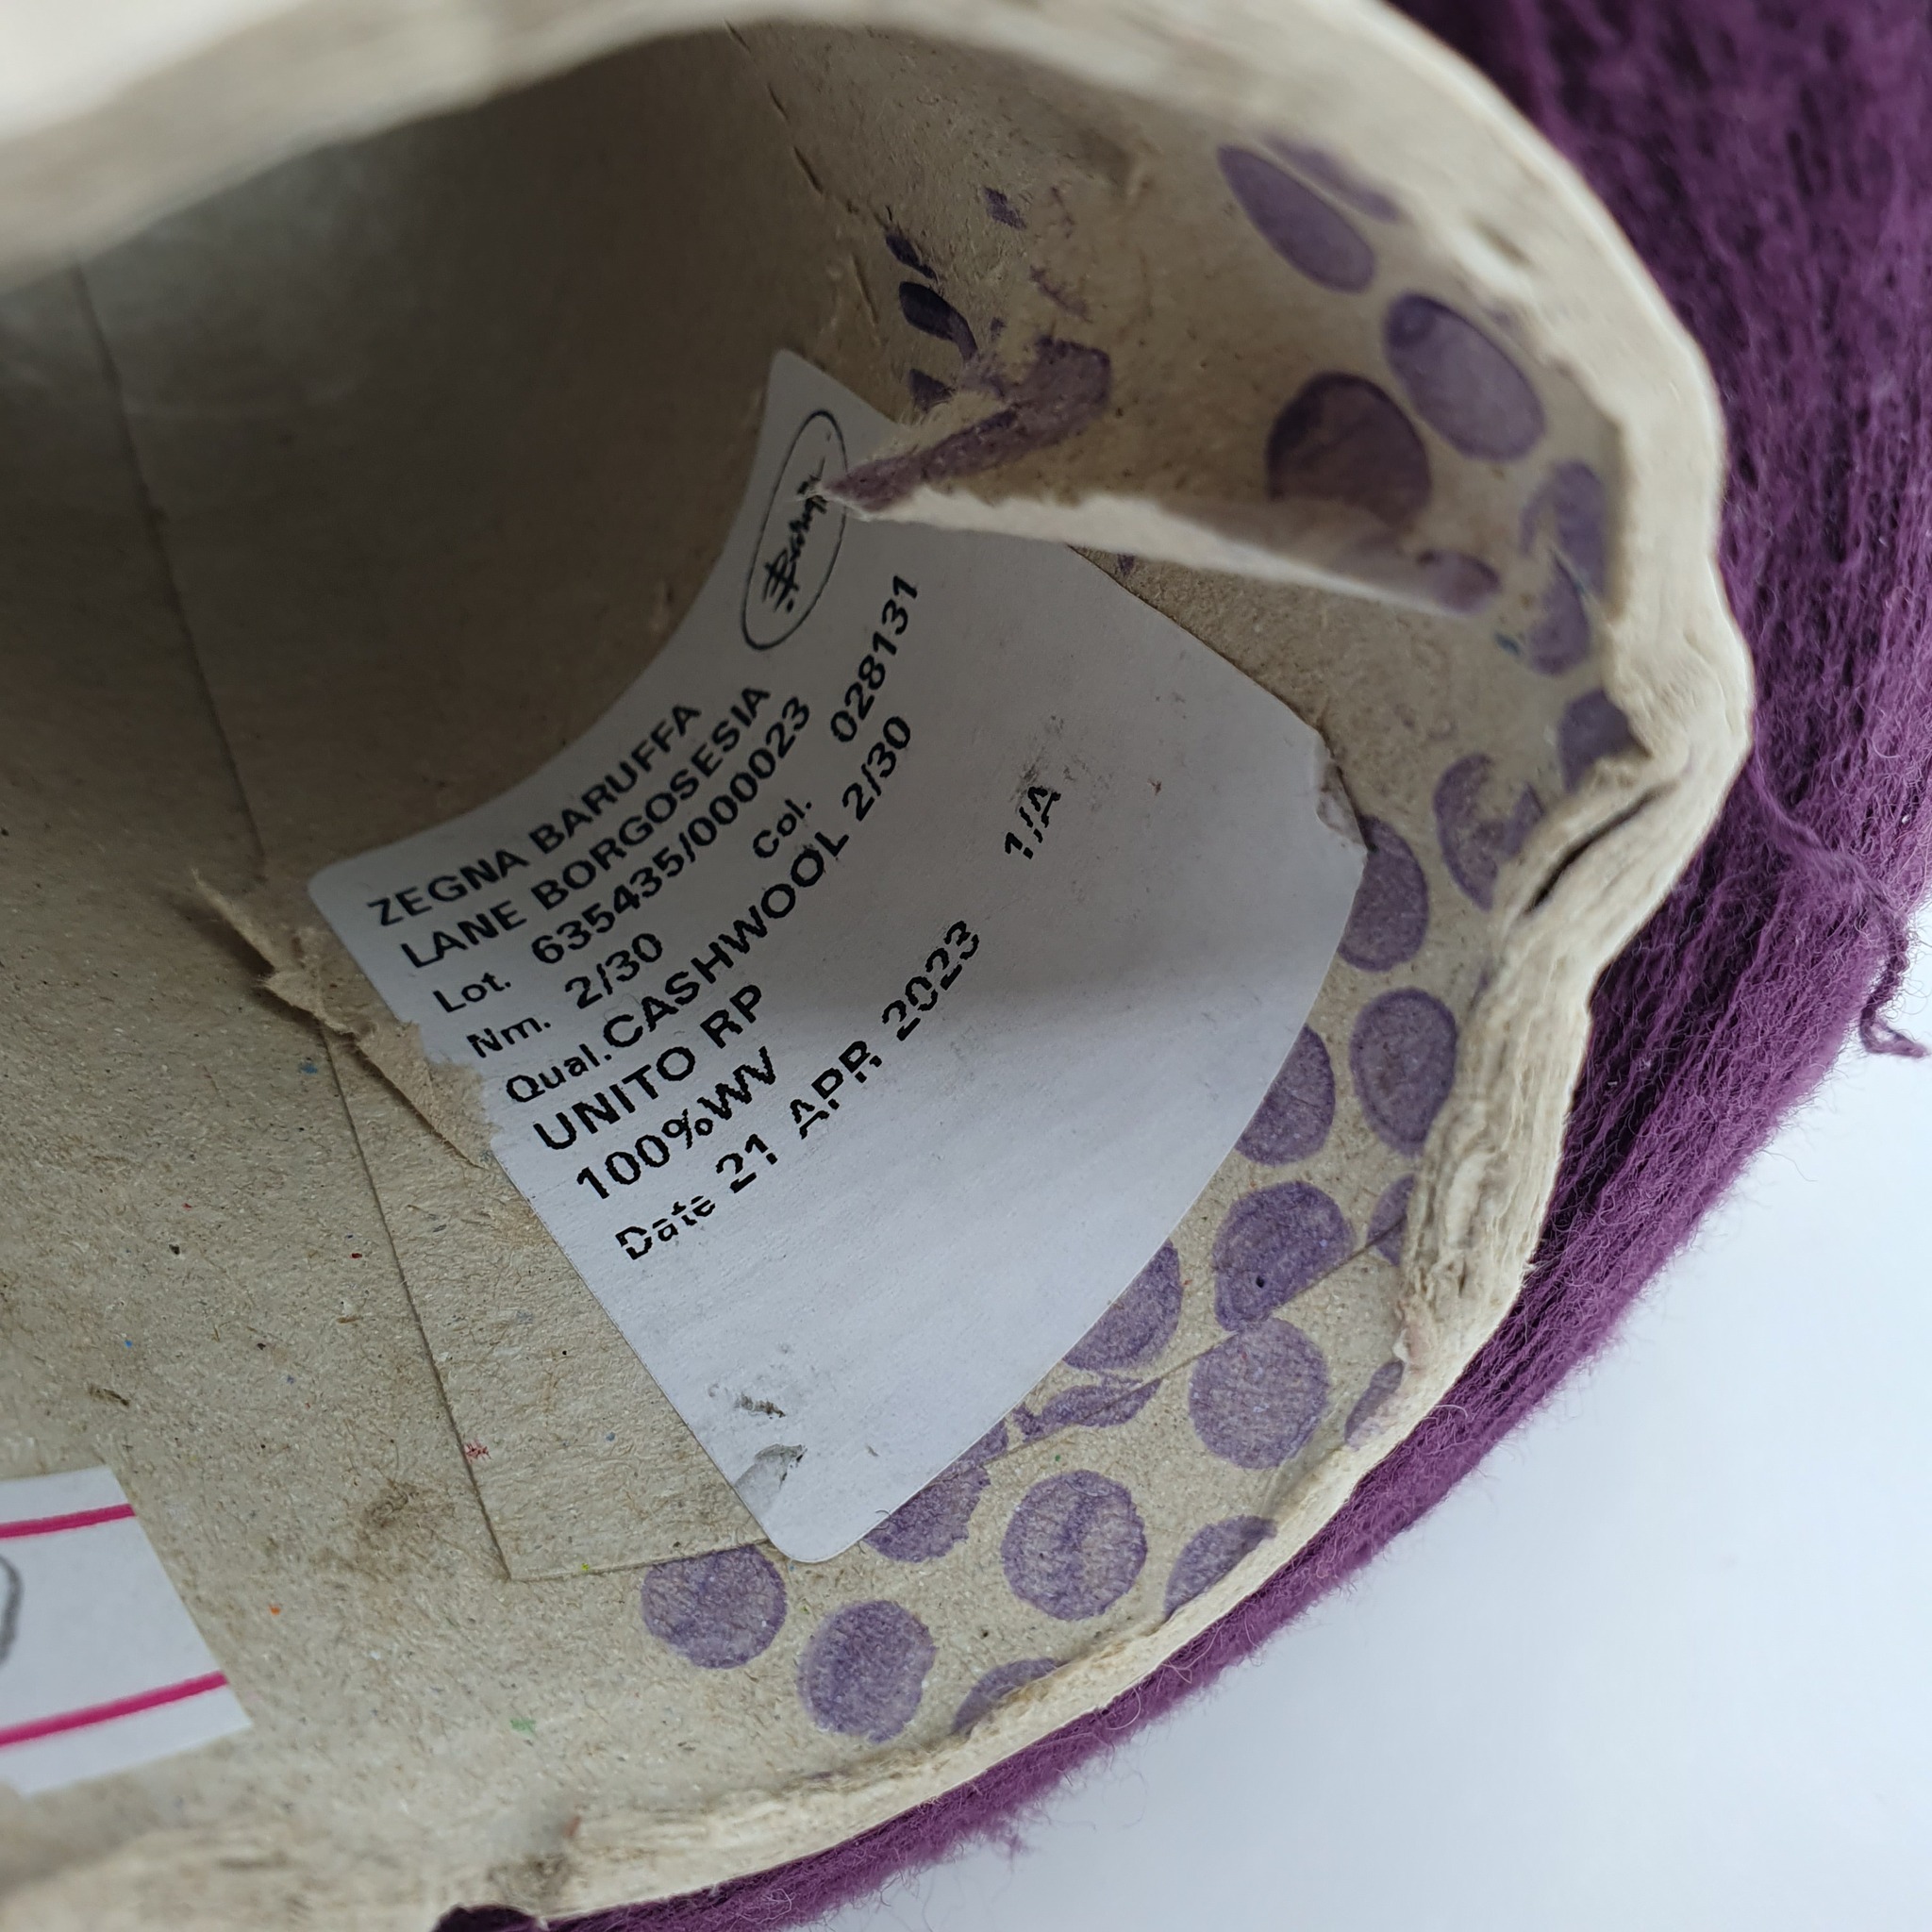 ZEGNA BARUFFA
LANE BORGOSESIA
Lot. 635435/000023
Nm. 2/30 Col. 028131
Qual.CASHWOOL 2/30
UNITO RP
100%WV
Date 21 APR 2023 1/A